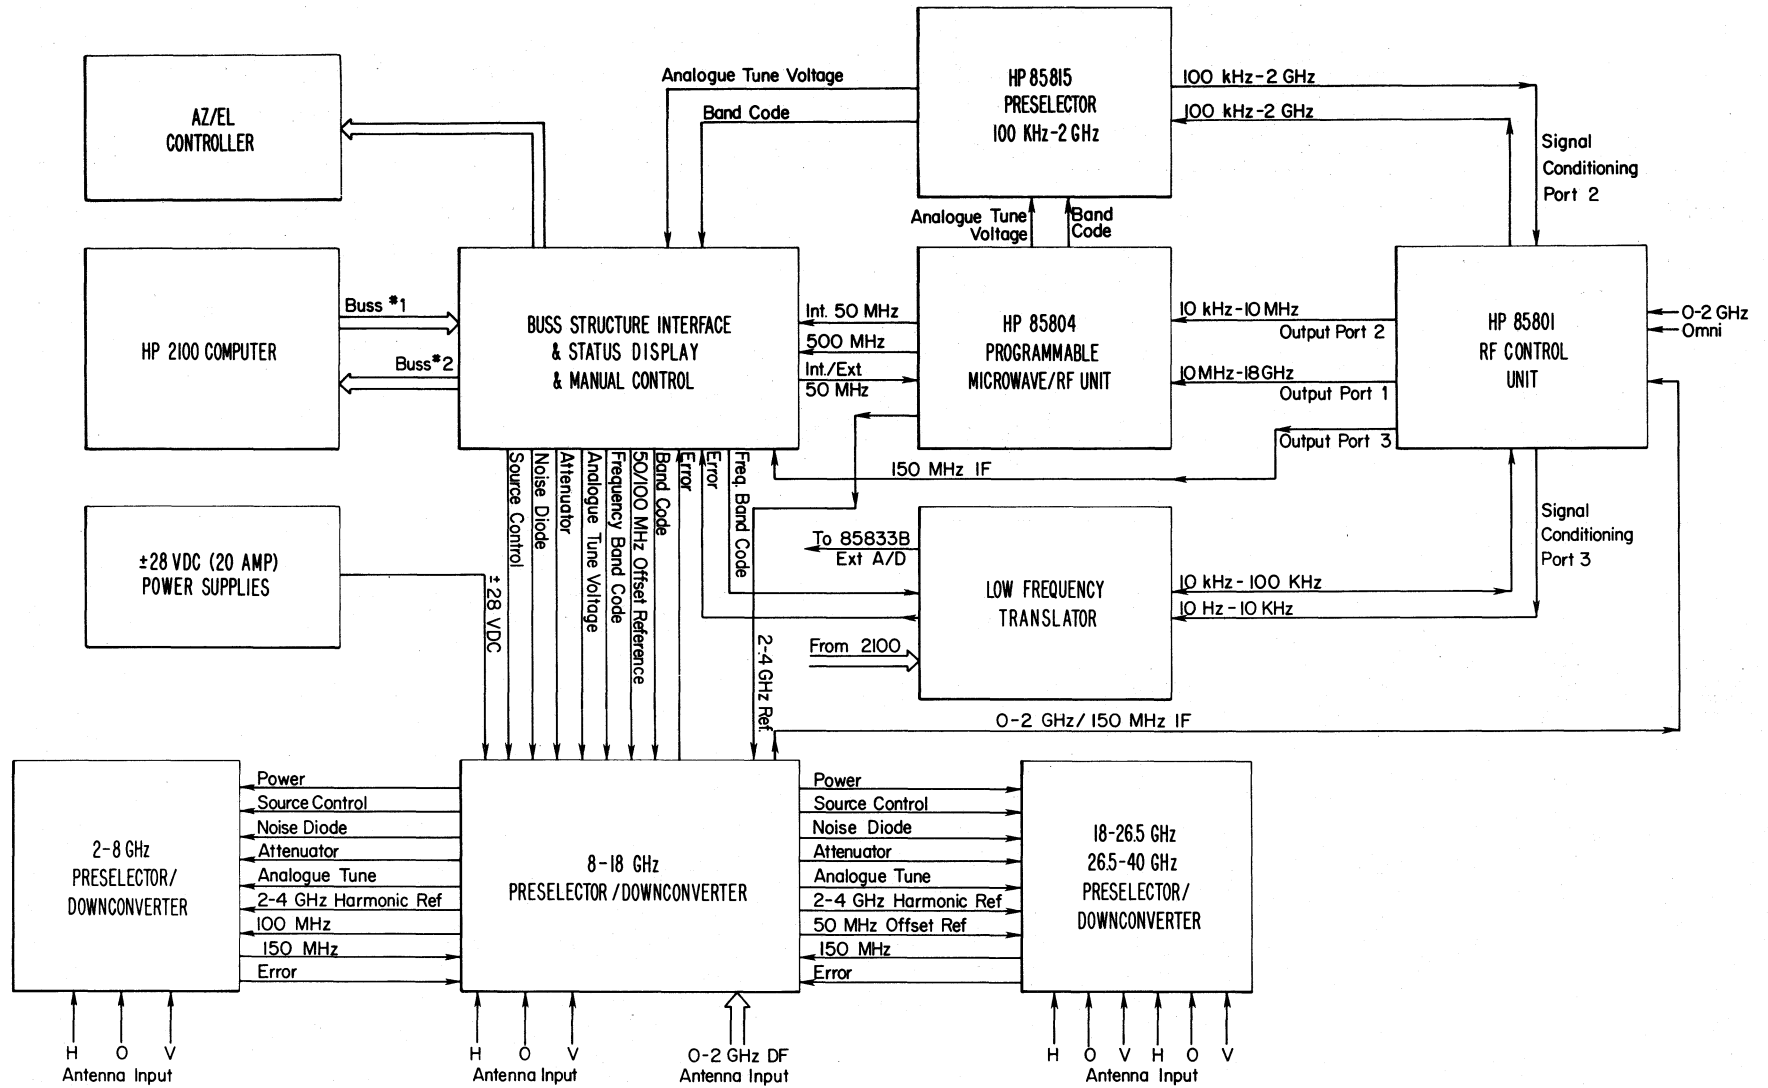 AZ/EL
CONTROLLER
Analogue Tune Voltage
Band Code
HP 85815
PRESELECTOR
100 KHz-2 GHz
100 kHz-2 GHz
100 kHz-2 GHz
Signal
Conditioning
Port 2
Analogue Tune
Voltage
Band
Code
HP 2100 COMPUTER
Buss #1
Buss #2
BUSS STRUCTURE INTERFACE
& STATUS DISPLAY
& MANUAL CONTROL
Int. 50 MHz
500 MHz
Int./Ext
50 MHz
HP 85804
PROGRAMMABLE
MICROWAVE/RF UNIT
10 kHz-10 MHz
Output Port 2
10 MHz-18 GHz
Output Port 1
Output Port 3
HP 85801
RF CONTROL
UNIT
0-2 GHz
Omni
150 MHz IF
±28 VDC (20 AMP)
POWER SUPPLIES
±28 VDC
Source Control
Noise Diode
Attenuator
Analogue Tune Voltage
Frequency Band Code
50/100 MHz Offset Reference
Band Code
Error
Error
Freq. Band Code
2-4 GHz Ref.
To 85833B
Ext A/D
From 2100
LOW FREQUENCY
TRANSLATOR
10 kHz-100 KHz
10 Hz-10 KHz
Signal
Conditioning
Port 3
0-2 GHz/150 MHz IF
2-8 GHz
PRESELECTOR/
DOWNCONVERTER
Power
Source Control
Noise Diode
Attenuator
Analogue Tune
2-4 GHz Harmonic Ref
100 MHz
150 MHz
Error
8-18 GHz
PRESELECTOR/DOWNCONVERTER
Power
Source Control
Noise Diode
Attenuator
Analogue Tune
2-4 GHz Harmonic Ref
50 MHz Offset Ref
150 MHz
Error
18-26.5 GHz
26.5-40 GHz
PRESELECTOR/
DOWNCONVERTER
H O V
Antenna Input
H O V
Antenna Input
0-2 GHz DF
Antenna Input
H O V H O V
Antenna Input